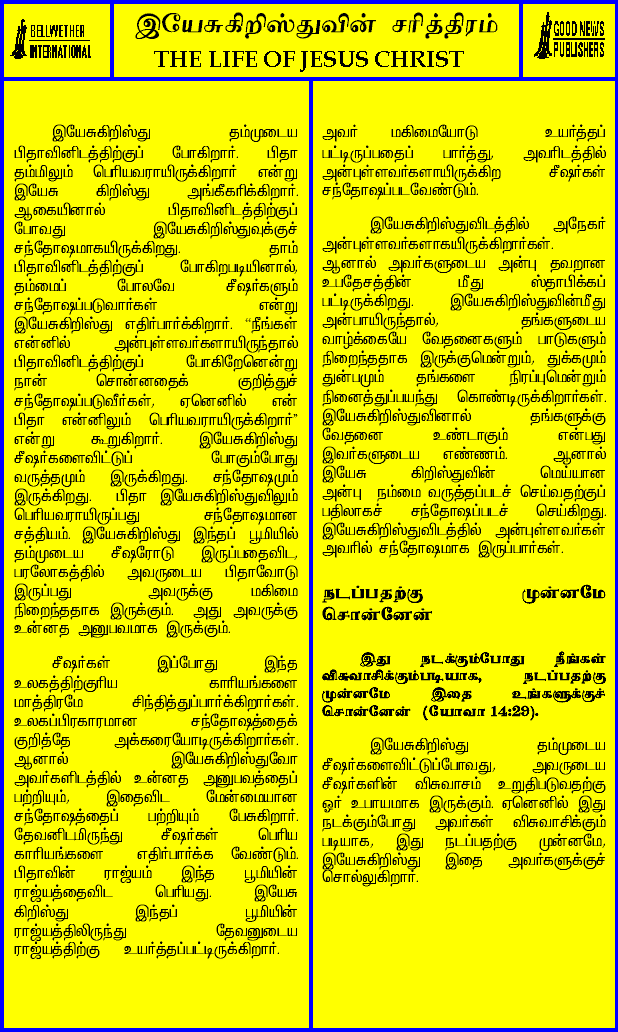 BELLWETHER
INTERNATIONAL
இயேசுகிறிஸ்துவின் சரித்திரம்
THE LIFE OF JESUS CHRIST
GOOD NEWS
PUBLISHERS
இயேசுகிறிஸ்து தம்முடைய
பிதாவினிடத்திற்குப் போகிறார். பிதா
தம்மிலும் பெரியவராயிருக்கிறார் என்று
இயேசு கிறிஸ்து அங்கீகரிக்கிறார்.
ஆகையினால் பிதாவினிடத்திற்குப்
போவது இயேசுகிறிஸ்துவுக்குச்
சந்தோஷமாகயிருக்கிறது. தாம்
பிதாவினிடத்திற்குப் போகிறபடியினால்,
தம்மைப் போலவே சீஷர்களும்
சந்தோஷப்படுவார்கள் என்று
இயேசுகிறிஸ்து எதிர்பார்க்கிறார். “நீங்கள்
என்னில் அன்புள்ளவர்களாயிருந்தால்
பிதாவினிடத்திற்குப் போகிறேனென்று
நான் சொன்னதைக் குறித்துச்
சந்தோஷப்படுவீர்கள், ஏனெனில் என்
பிதா என்னிலும் பெரியவராயிருக்கிறார்”
என்று கூறுகிறார். இயேசுகிறிஸ்து
சீஷர்களைவிட்டுப் போகும்போது
வருத்தமும் இருக்கிறது. சந்தோஷமும்
இருக்கிறது. பிதா இயேசுகிறிஸ்துவிலும்
பெரியவராயிருப்பது சந்தோஷமான
சத்தியம். இயேசுகிறிஸ்து இந்தப் பூமியில்
தம்முடைய சீஷரோடு இருப்பதைவிட,
பரலோகத்தில் அவருடைய பிதாவோடு
இருப்பது அவருக்கு மகிமை
நிறைந்ததாக இருக்கும். அது அவருக்கு
உன்னத அனுபவமாக இருக்கும்.
சீஷர்கள் இப்போது இந்த
உலகத்திற்குரிய காரியங்களை
மாத்திரமே சிந்தித்துப்பார்க்கிறார்கள்.
உலகப்பிரகாரமான சந்தோஷத்தைக்
குறித்தே அக்கரையோடிருக்கிறார்கள்.
ஆனால் இயேசுகிறிஸ்துவோ
அவர்களிடத்தில் உன்னத அனுபவத்தைப்
பற்றியும், இதைவிட மேன்மையான
சந்தோஷத்தைப் பற்றியும் பேசுகிறார்.
தேவனிடமிருந்து சீஷர்கள் பெரிய
காரியங்களை எதிர்பார்க்க வேண்டும்.
பிதாவின் ராஜ்யம் இந்த பூமியின்
ராஜ்யத்தைவிட பெரியது. இயேசு
கிறிஸ்து இந்தப் பூமியின்
ராஜ்யத்திலிருந்து தேவனுடைய
ராஜ்யத்திற்கு உயர்த்தப்பட்டிருக்கிறார்.
அவர் மகிமையோடு உயர்த்தப்
பட்டிருப்பதைப் பார்த்து, அவரிடத்தில்
அன்புள்ளவர்களாயிருக்கிற சீஷர்கள்
சந்தோஷப்படவேண்டும்.
இயேசுகிறிஸ்துவிடத்தில் அநேகர்
அன்புள்ளவர்களாகயிருக்கிறார்கள்.
ஆனால் அவர்களுடைய அன்பு தவறான
உபதேசத்தின் மீது ஸ்தாபிக்கப்
பட்டிருக்கிறது. இயேசுகிறிஸ்துவின்மீது
அன்பாயிருந்தால், தங்களுடைய
வாழ்க்கையே வேதனைகளும் பாடுகளும்
நிறைந்ததாக இருக்குமென்றும், துக்கமும்
துன்பமும் தங்களை நிரப்புமென்றும்
நினைத்துப்பயந்து கொண்டிருக்கிறார்கள்.
இயேசுகிறிஸ்துவினால் தங்களுக்கு
வேதனை உண்டாகும் என்பது
இவர்களுடைய எண்ணம். ஆனால்
இயேசு கிறிஸ்துவின் மெய்யான
அன்பு நம்மை வருத்தப்படச் செய்வதற்குப்
பதிலாகச் சந்தோஷப்படச் செய்கிறது.
இயேசுகிறிஸ்துவிடத்தில் அன்புள்ளவர்கள்
அவரில் சந்தோஷமாக இருப்பார்கள்.
நடப்பதற்கு முன்னமே
சொன்னேன்
இது நடக்கும்போது நீங்கள்
விசுவாசிக்கும்படியாக, நடப்பதற்கு
முன்னமே இதை உங்களுக்குச்
சொன்னேன் (யோவா 14:29).
இயேசுகிறிஸ்து தம்முடைய
சீஷர்களைவிட்டுப்போவது, அவருடைய
சீஷர்களின் விசுவாசம் உறுதிபடுவதற்கு
ஓர் உபாயமாக இருக்கும். ஏனெனில் இது
நடக்கும்போது அவர்கள் விசுவாசிக்கும்
படியாக, இது நடப்பதற்கு முன்னமே,
இயேசுகிறிஸ்து இதை அவர்களுக்குச்
சொல்லுகிறார்.